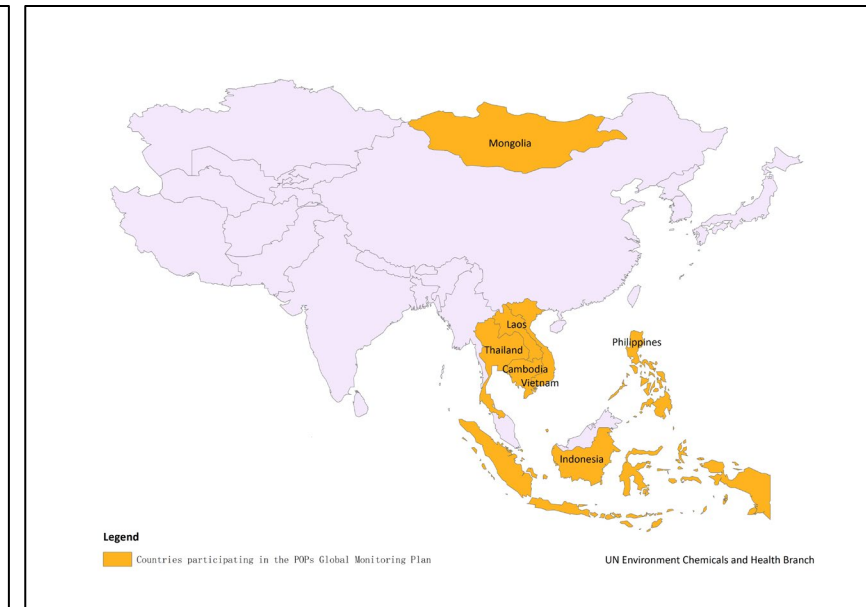 Mongolia
Laos
Philippines
Thailand
Cambodia
Vietnam
Indonesia
Legend
Countries participating in the POPs Global Monitoring Plan
UN Environment Chemicals and Health Branch